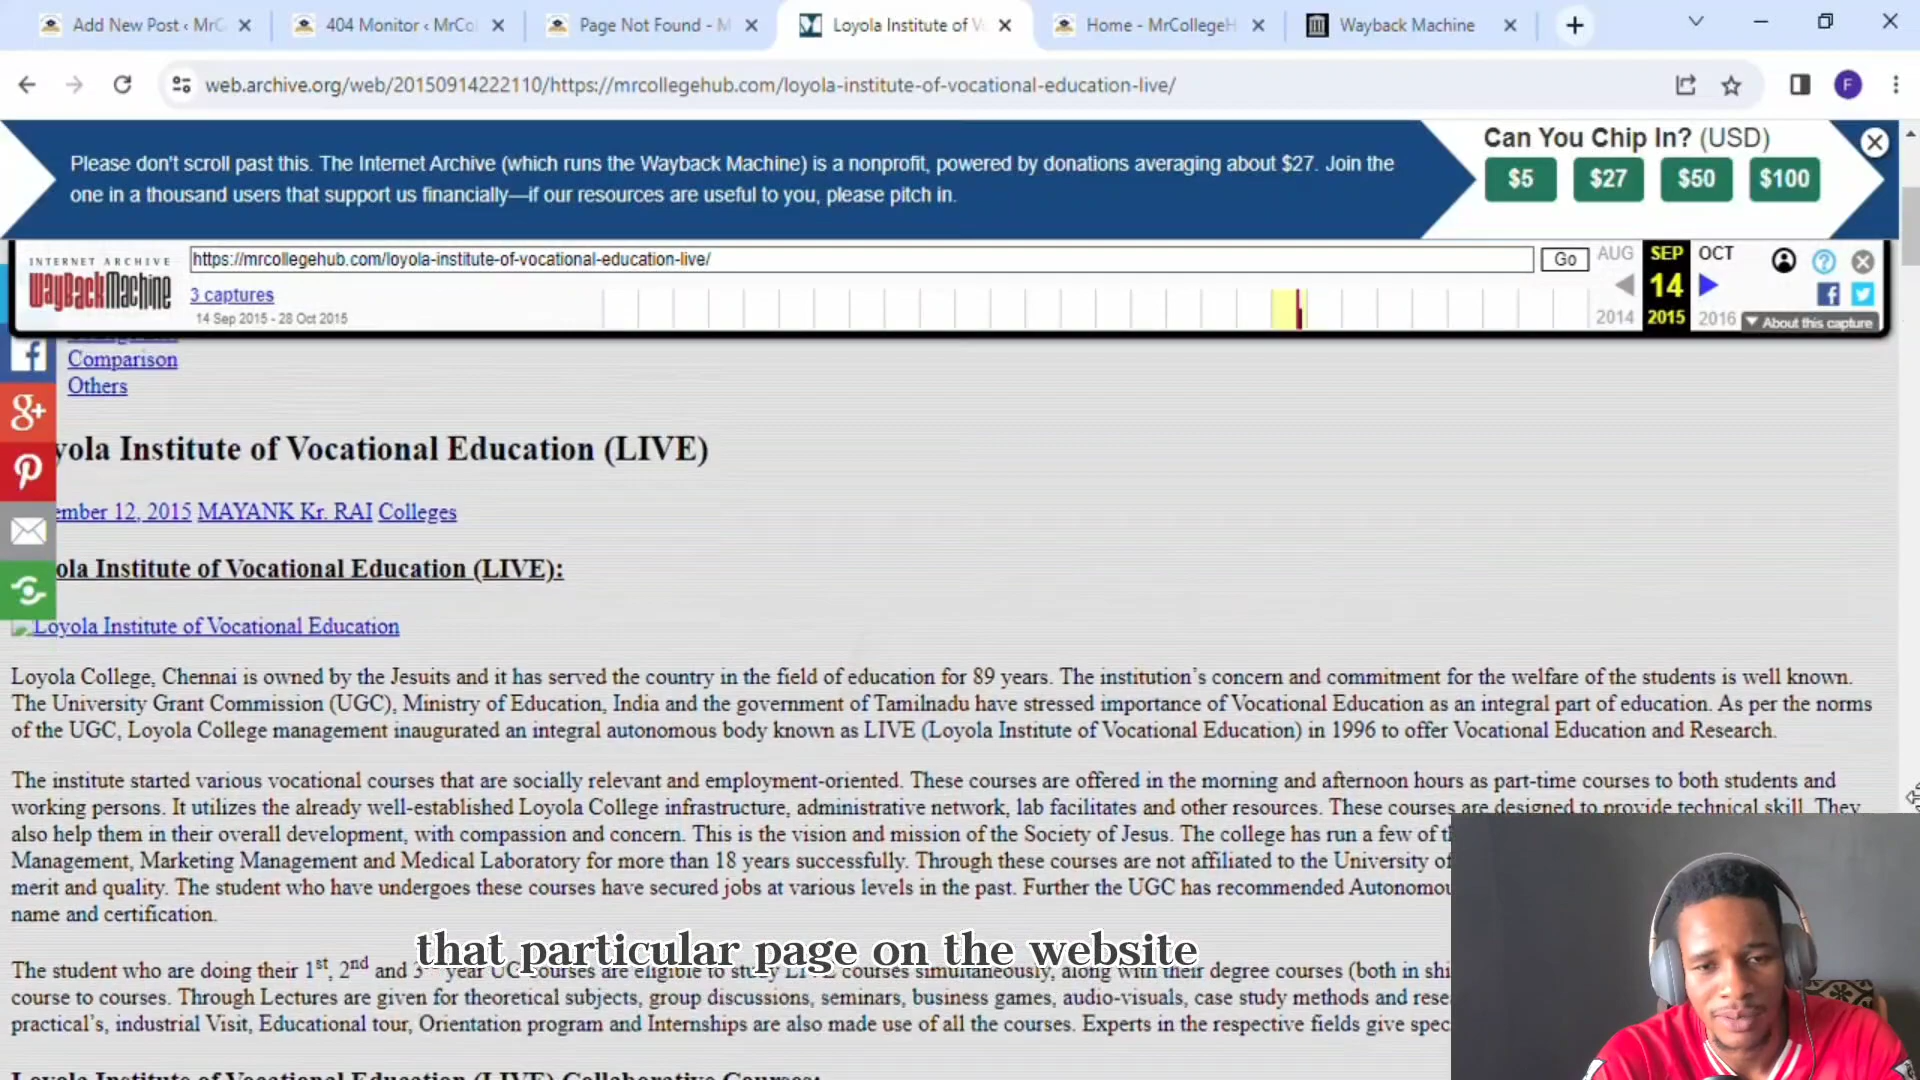 Add New Post ‹ MrC
404 Monitor ‹ MrCo
Page Not Found - M
Loyola Institute of V
Home - MrCollegeH
Wayback Machine
web.archive.org/web/20150914222110/https://mrcollegehub.com/loyola-institute-of-vocational-education-live/
F
Please don't scroll past this. The Internet Archive (which runs the Wayback Machine) is a nonprofit, powered by donations averaging about $27. Join the
one in a thousand users that support us financially—if our resources are useful to you, please pitch in.
Can You Chip In? (USD)
$5 $27 $50 $100
INTERNET ARCHIVE
WayBackMachine
https://mrcollegehub.com/loyola-institute-of-vocational-education-live/
Go
3 captures
14 Sep 2015 - 28 Oct 2015
AUG SEP OCT
14
2014 2015 2016
About this capture
Comparison
Others
yola Institute of Vocational Education (LIVE)
ember 12, 2015 MAYANK Kr. RAI Colleges
ola Institute of Vocational Education (LIVE):
Loyola Institute of Vocational Education
Loyola College, Chennai is owned by the Jesuits and it has served the country in the field of education for 89 years. The institution's concern and commitment for the welfare of the students is well known.
The University Grant Commission (UGC), Ministry of Education, India and the government of Tamilnadu have stressed importance of Vocational Education as an integral part of education. As per the norms
of the UGC, Loyola College management inaugurated an integral autonomous body known as LIVE (Loyola Institute of Vocational Education) in 1996 to offer Vocational Education and Research.
The institute started various vocational courses that are socially relevant and employment-oriented. These courses are offered in the morning and afternoon hours as part-time courses to both students and
working persons. It utilizes the already well-established Loyola College infrastructure, administrative network, lab facilitates and other resources. These courses are designed to provide technical skill. They
also help them in their overall development, with compassion and concern. This is the vision and mission of the Society of Jesus. The college has run a few of t
Management, Marketing Management and Medical Laboratory for more than 18 years successfully. Through these courses are not affiliated to the University of
merit and quality. The student who have undergoes these courses have secured jobs at various levels in the past. Further the UGC has recommended Autonomou
name and certification.
that particular page on the website
The student who are doing their 1st, 2nd and 3 year UG courses are eligible to study LIVE courses simultaneously, along with their degree courses (both in shi
course to courses. Through Lectures are given for theoretical subjects, group discussions, seminars, business games, audio-visuals, case study methods and rese
practical's, industrial Visit, Educational tour, Orientation program and Internships are also made use of all the courses. Experts in the respective fields give spec
Loyola Institute of Vocational Education (LIVE) Collaborative Courses: